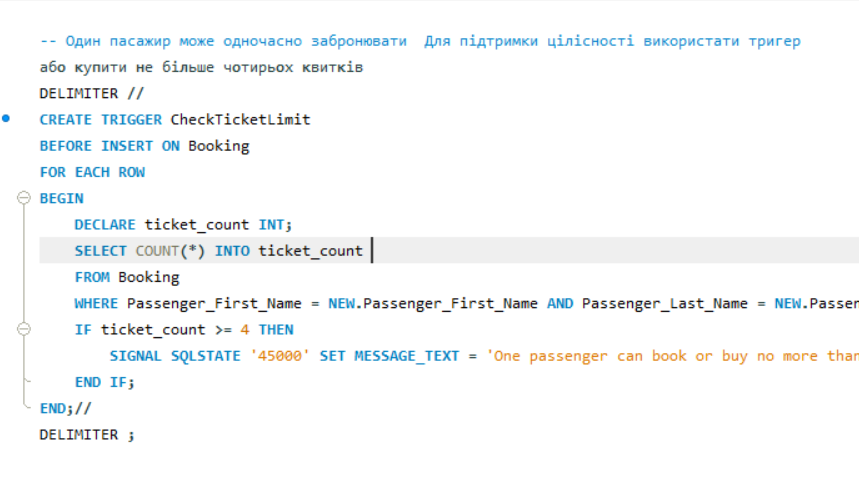 -- Один пасажир може одночасно забронювати  Для підтримки цілісності використати тригер
або купити не більше чотирьох квитків
DELIMITER //
CREATE TRIGGER CheckTicketLimit
BEFORE INSERT ON Booking
FOR EACH ROW
BEGIN
DECLARE ticket_count INT;
SELECT COUNT(*) INTO ticket_count
FROM Booking
WHERE Passenger_First_Name = NEW.Passenger_First_Name AND Passenger_Last_Name = NEW.Passen
IF ticket_count >= 4 THEN
SIGNAL SQLSTATE '45000' SET MESSAGE_TEXT = 'One passenger can book or buy no more than
END IF;
END;//
DELIMITER ;